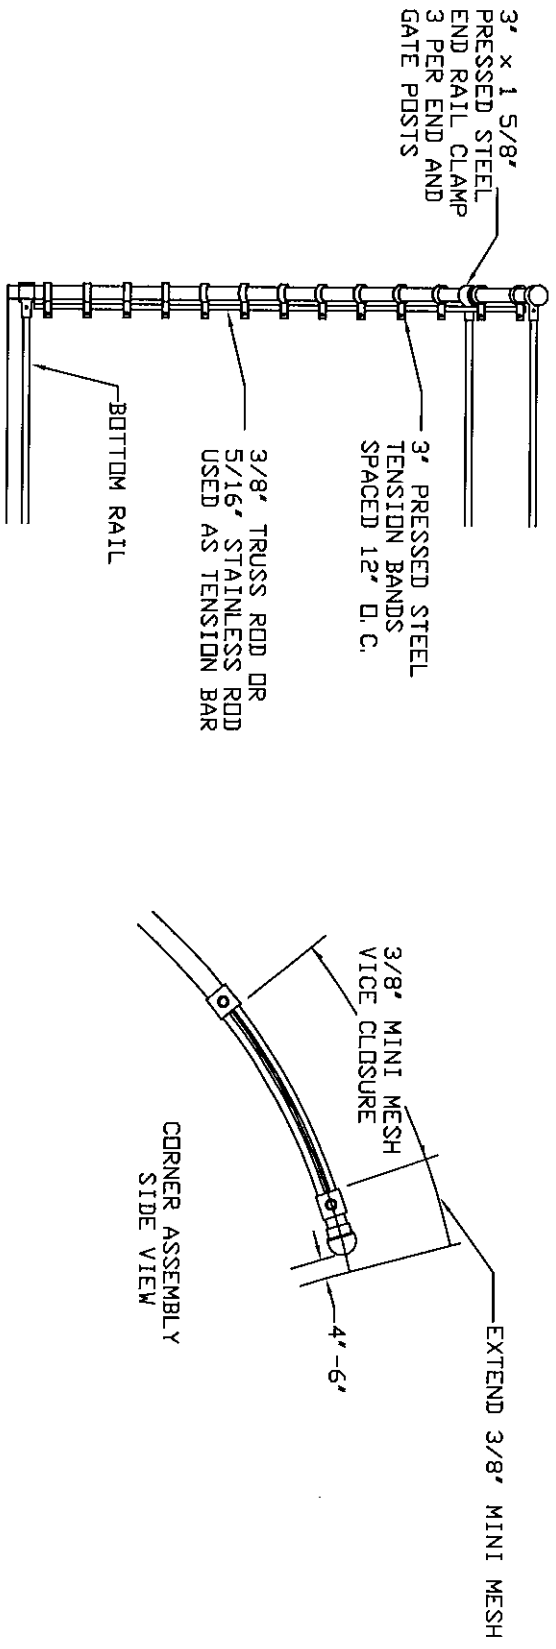 3" x 1 5/8"
PRESSED STEEL
END RAIL CLAMP
3 PER END AND
GATE POSTS
3" PRESSED STEEL
TENSION BANDS
SPACED 12" O.C.
3/8" TRUSS ROD OR
5/16" STAINLESS ROD
USED AS TENSION BAR
BOTTOM RAIL
EXTEND 3/8" MINI MESH
3/8" MINI MESH
VICE CLOSURE
4"-6"
CORNER ASSEMBLY
SIDE VIEW